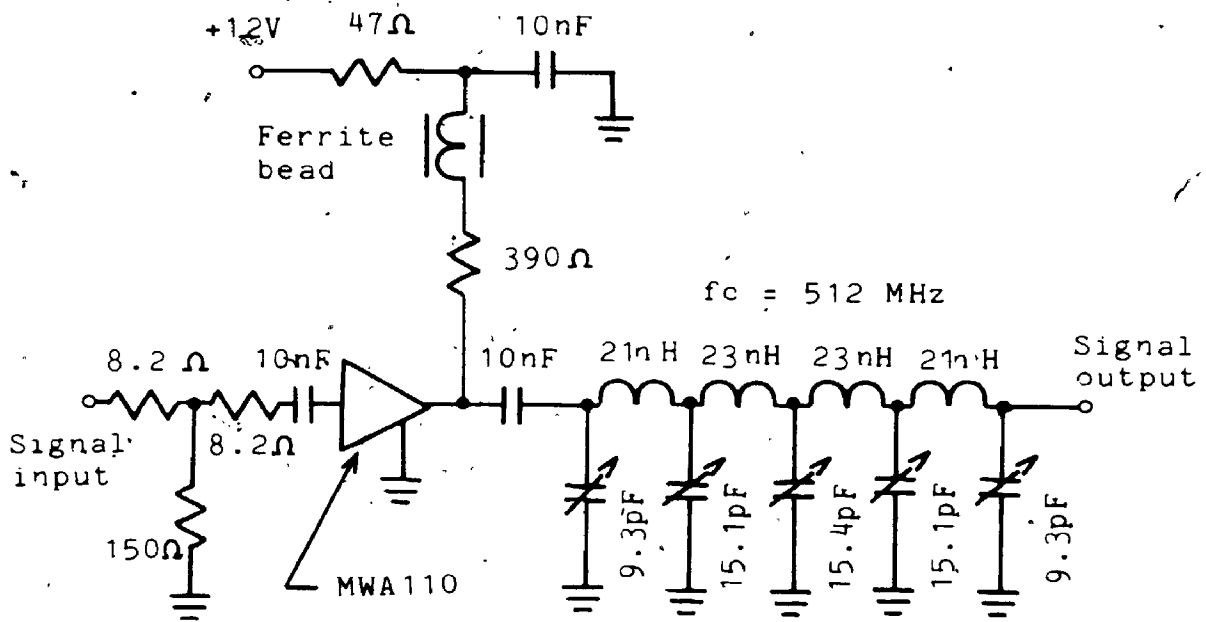 +12V
47Ω
10nF
Ferrite
bead
390Ω
fc = 512 MHz
8.2 Ω
10nF
10nF
21nH
23nH
23nH
21nH
Signal
output
Signal
input
8.2Ω
150Ω
MWA110
9.3pF
15.1pF
15.4pF
15.1pF
9.3pF